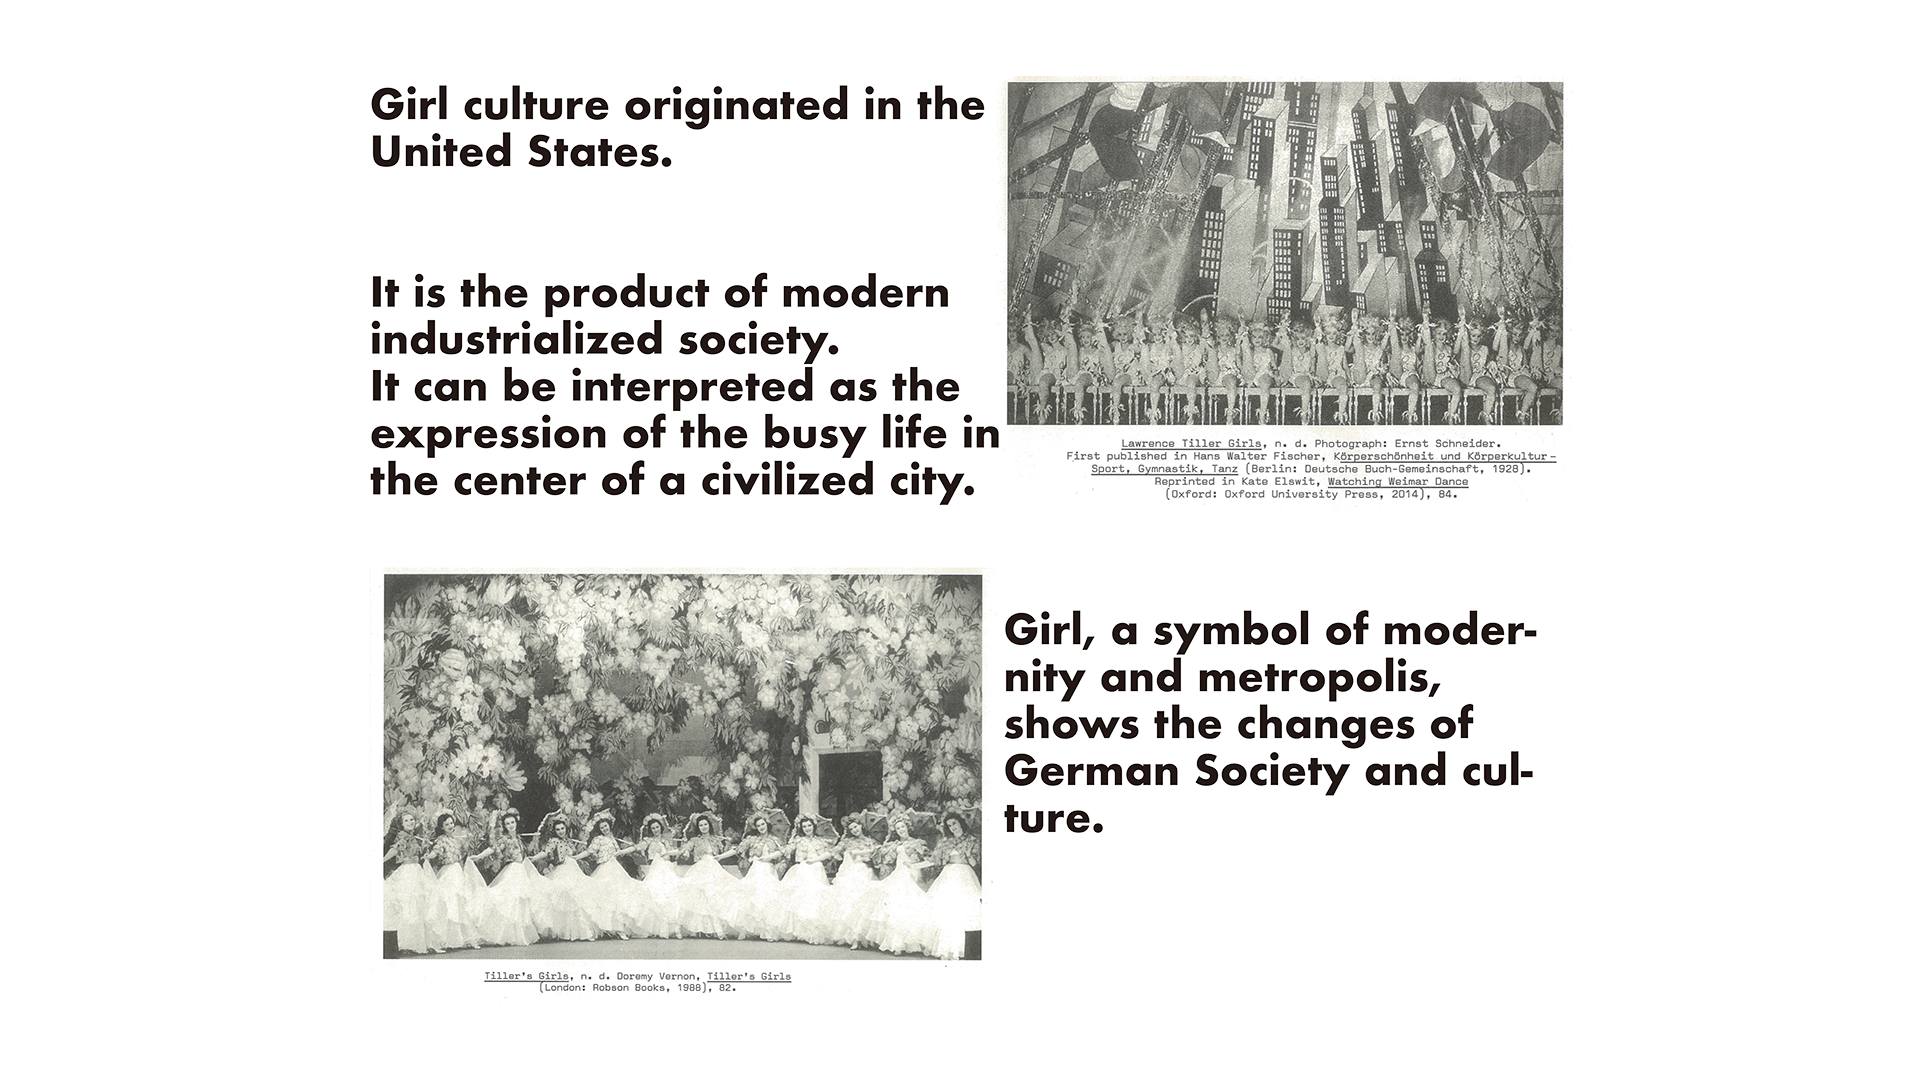 Girl culture originated in the
United States.
It is the product of modern
industrialized society.
It can be interpreted as the
expression of the busy life in
the center of a civilized city.
Lawrence Tiller Girls, n. d. Photograph: Ernst Schneider.
First published in Hans Walter Fischer, Körperschönheit und Körperkultur-
Sport, Gymnastik, Tanz (Berlin: Deutsche Buch-Gemeinschaft, 1928).
Reprinted in Kate Elswit, Watching Weimar Dance
(Oxford: Oxford University Press, 2014), 84.
Tiller's Girls, n. d. Doremy Vernon, Tiller's Girls
(London: Robson Books, 1988), 82.
Girl, a symbol of moder-
nity and metropolis,
shows the changes of
German Society and cul-
ture.